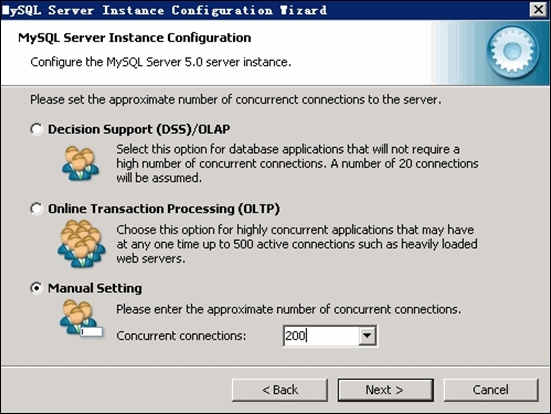 MySQL Server Instance Configuration Wizard
MySQL Server Instance Configuration
Configure the MySQL Server 5.0 server instance.
Please set the approximate number of concurrenct connections to the server.
Decision Support (DSS)/OLAP
Select this option for database applications that will not require a
high number of concurrent connections. A number of 20 connections
will be assumed.
Online Transaction Processing (OLTP)
Choose this option for highly concurrent applications that may have
at any one time up to 500 active connections such as heavily loaded
web servers.
Manual Setting
Please enter the approximate number of concurrent connections.
Concurrent connections: 200
< Back Next > Cancel